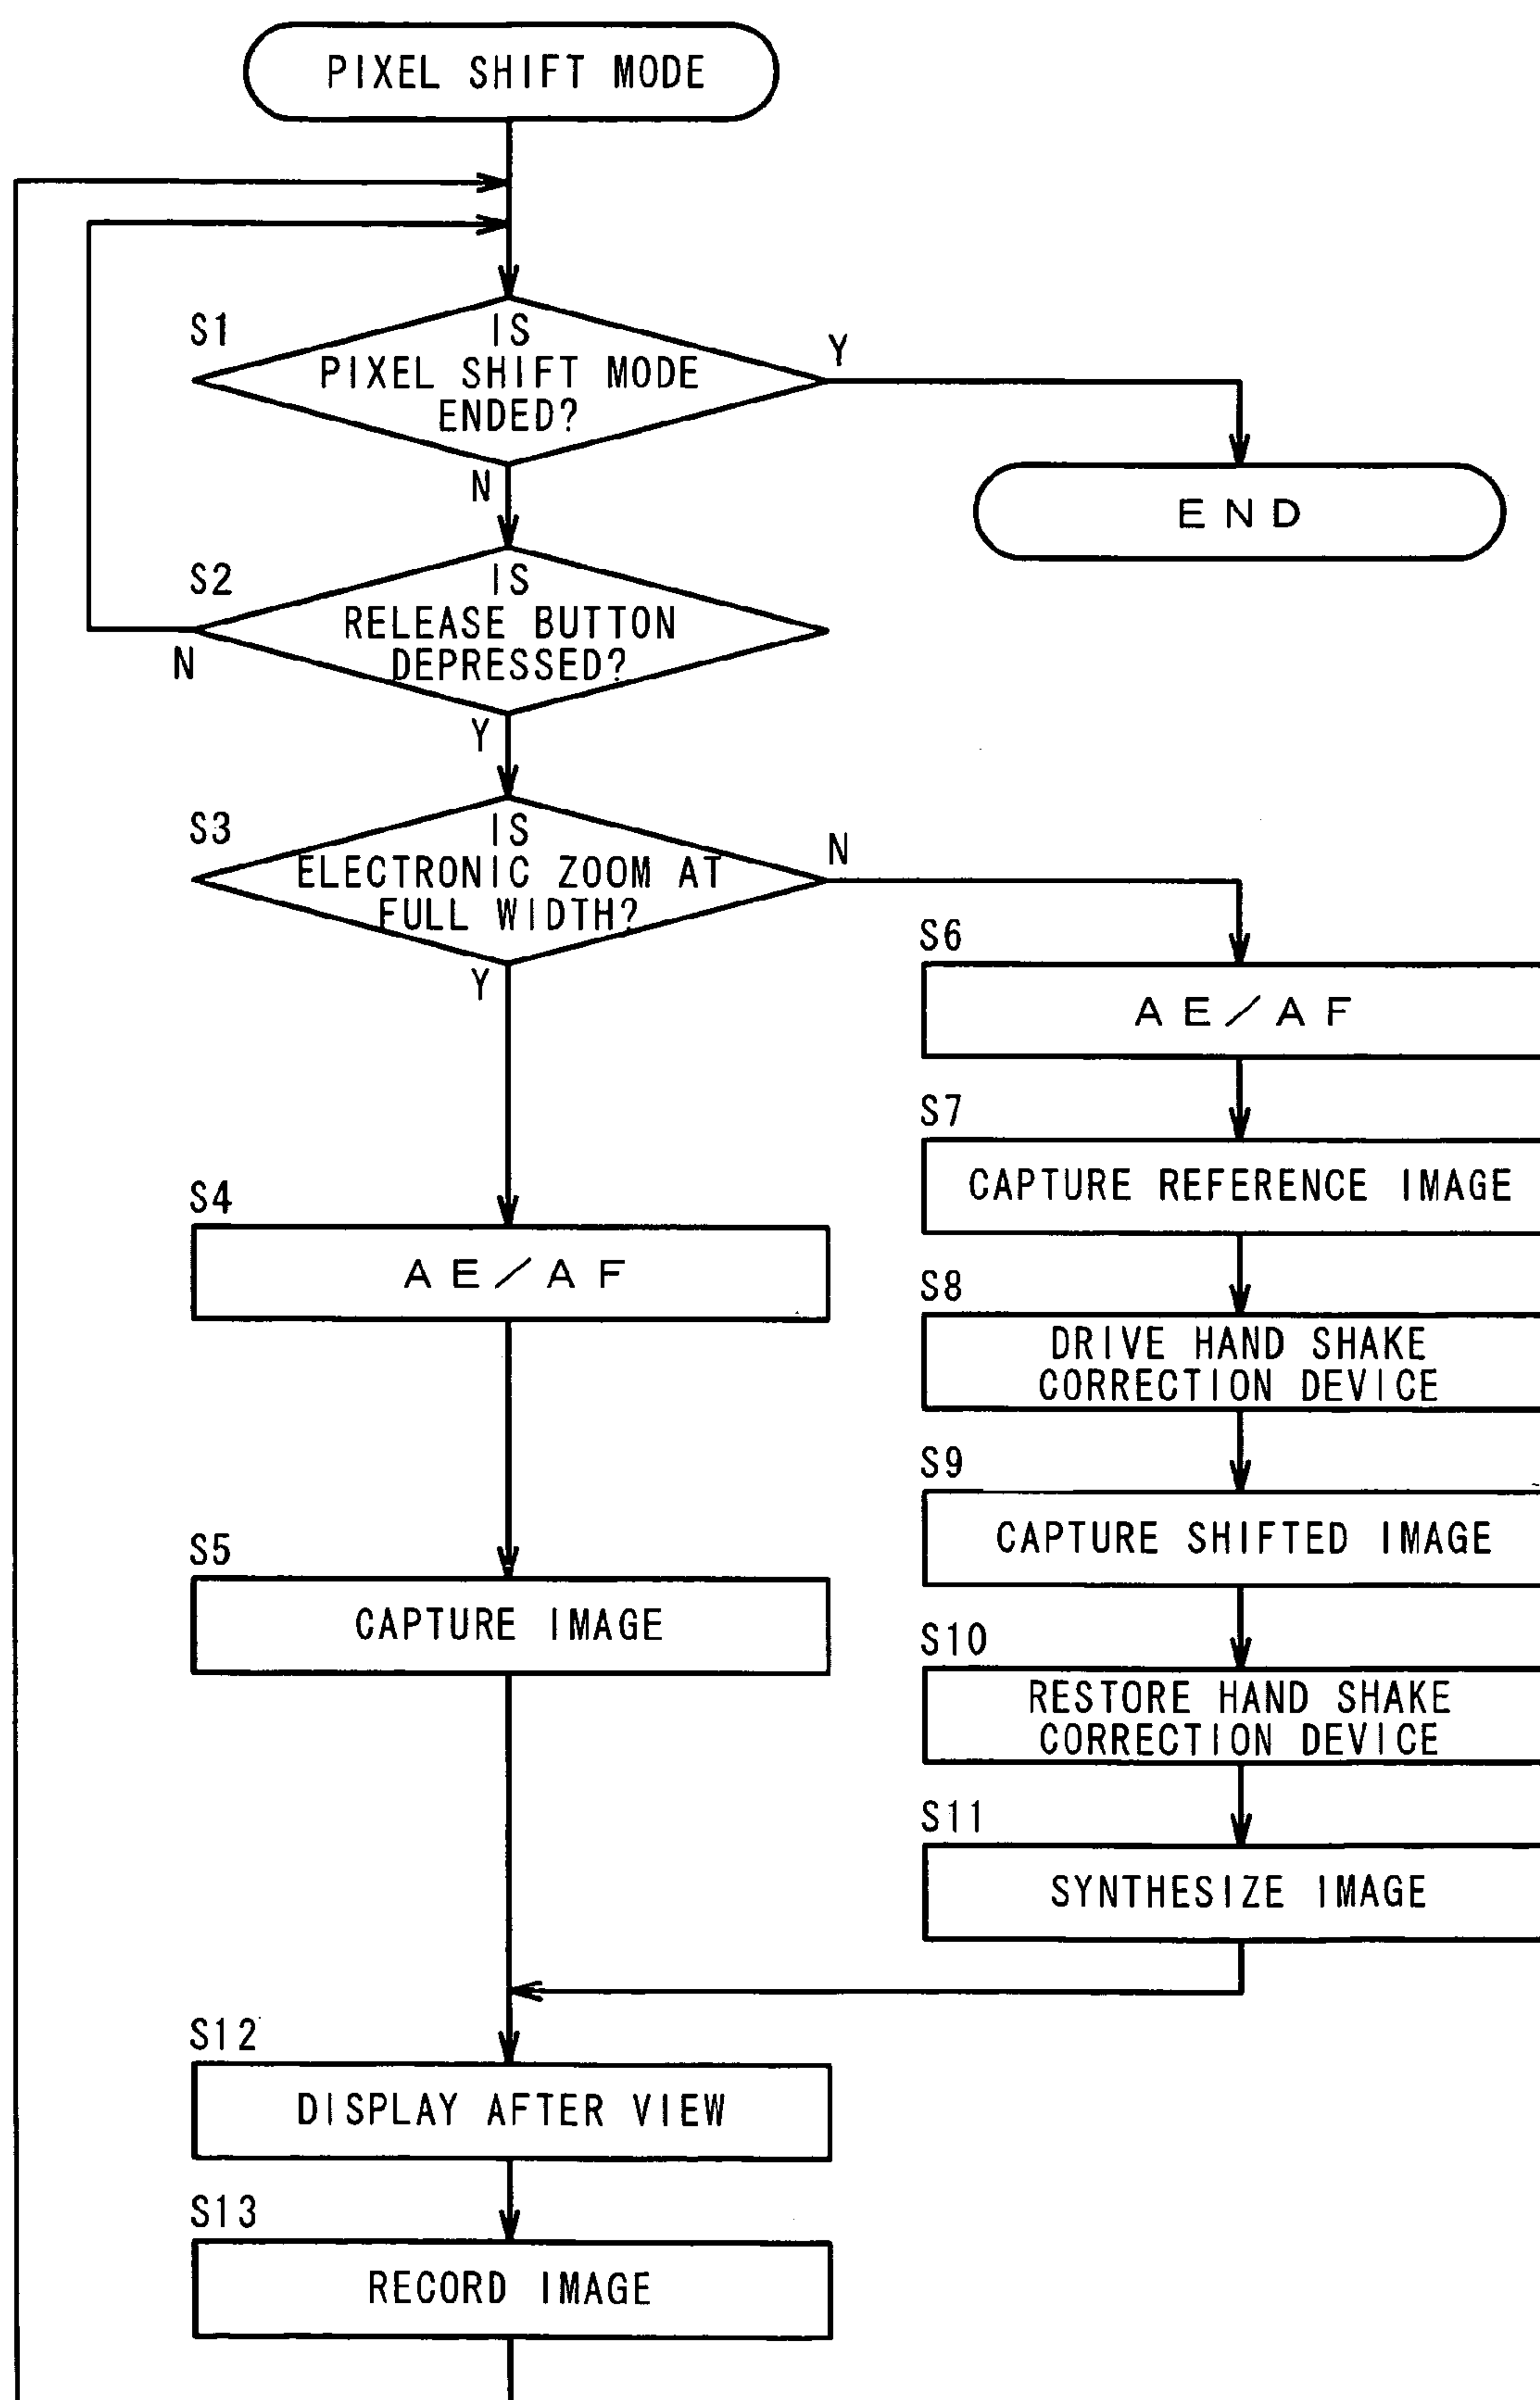 PIXEL SHIFT MODE
S1
IS
PIXEL SHIFT MODE
ENDED?
Y
N
END
S2
IS
RELEASE BUTTON
DEPRESSED?
N
Y
S3
IS
ELECTRONIC ZOOM AT
FULL WIDTH?
N
Y
S6
AE/AF
S7
CAPTURE REFERENCE IMAGE
S8
DRIVE HAND SHAKE
CORRECTION DEVICE
S9
CAPTURE SHIFTED IMAGE
S10
RESTORE HAND SHAKE
CORRECTION DEVICE
S11
SYNTHESIZE IMAGE
S4
AE/AF
S5
CAPTURE IMAGE
S12
DISPLAY AFTER VIEW
S13
RECORD IMAGE